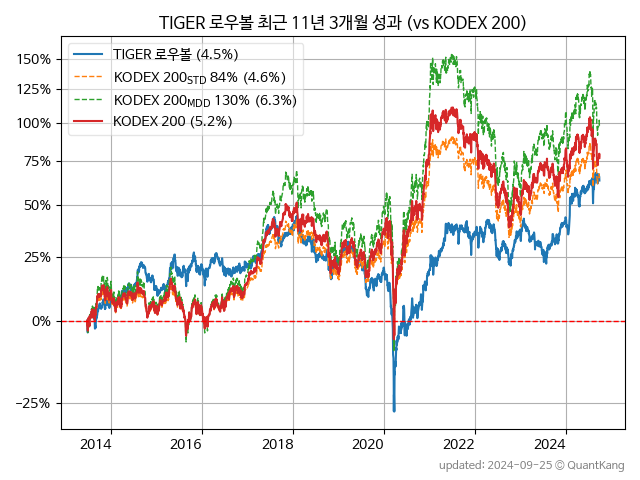 TIGER 로우볼 최근 11년 3개월 성과 (vs KODEX 200)
TIGER 로우볼 (4.5%)
KODEX 200STD 84% (4.6%)
KODEX 200MDD 130% (6.3%)
KODEX 200 (5.2%)
150%
125%
100%
75%
50%
25%
0%
−25%
2014 2016 2018 2020 2022 2024
updated: 2024-09-25 © QuantKang